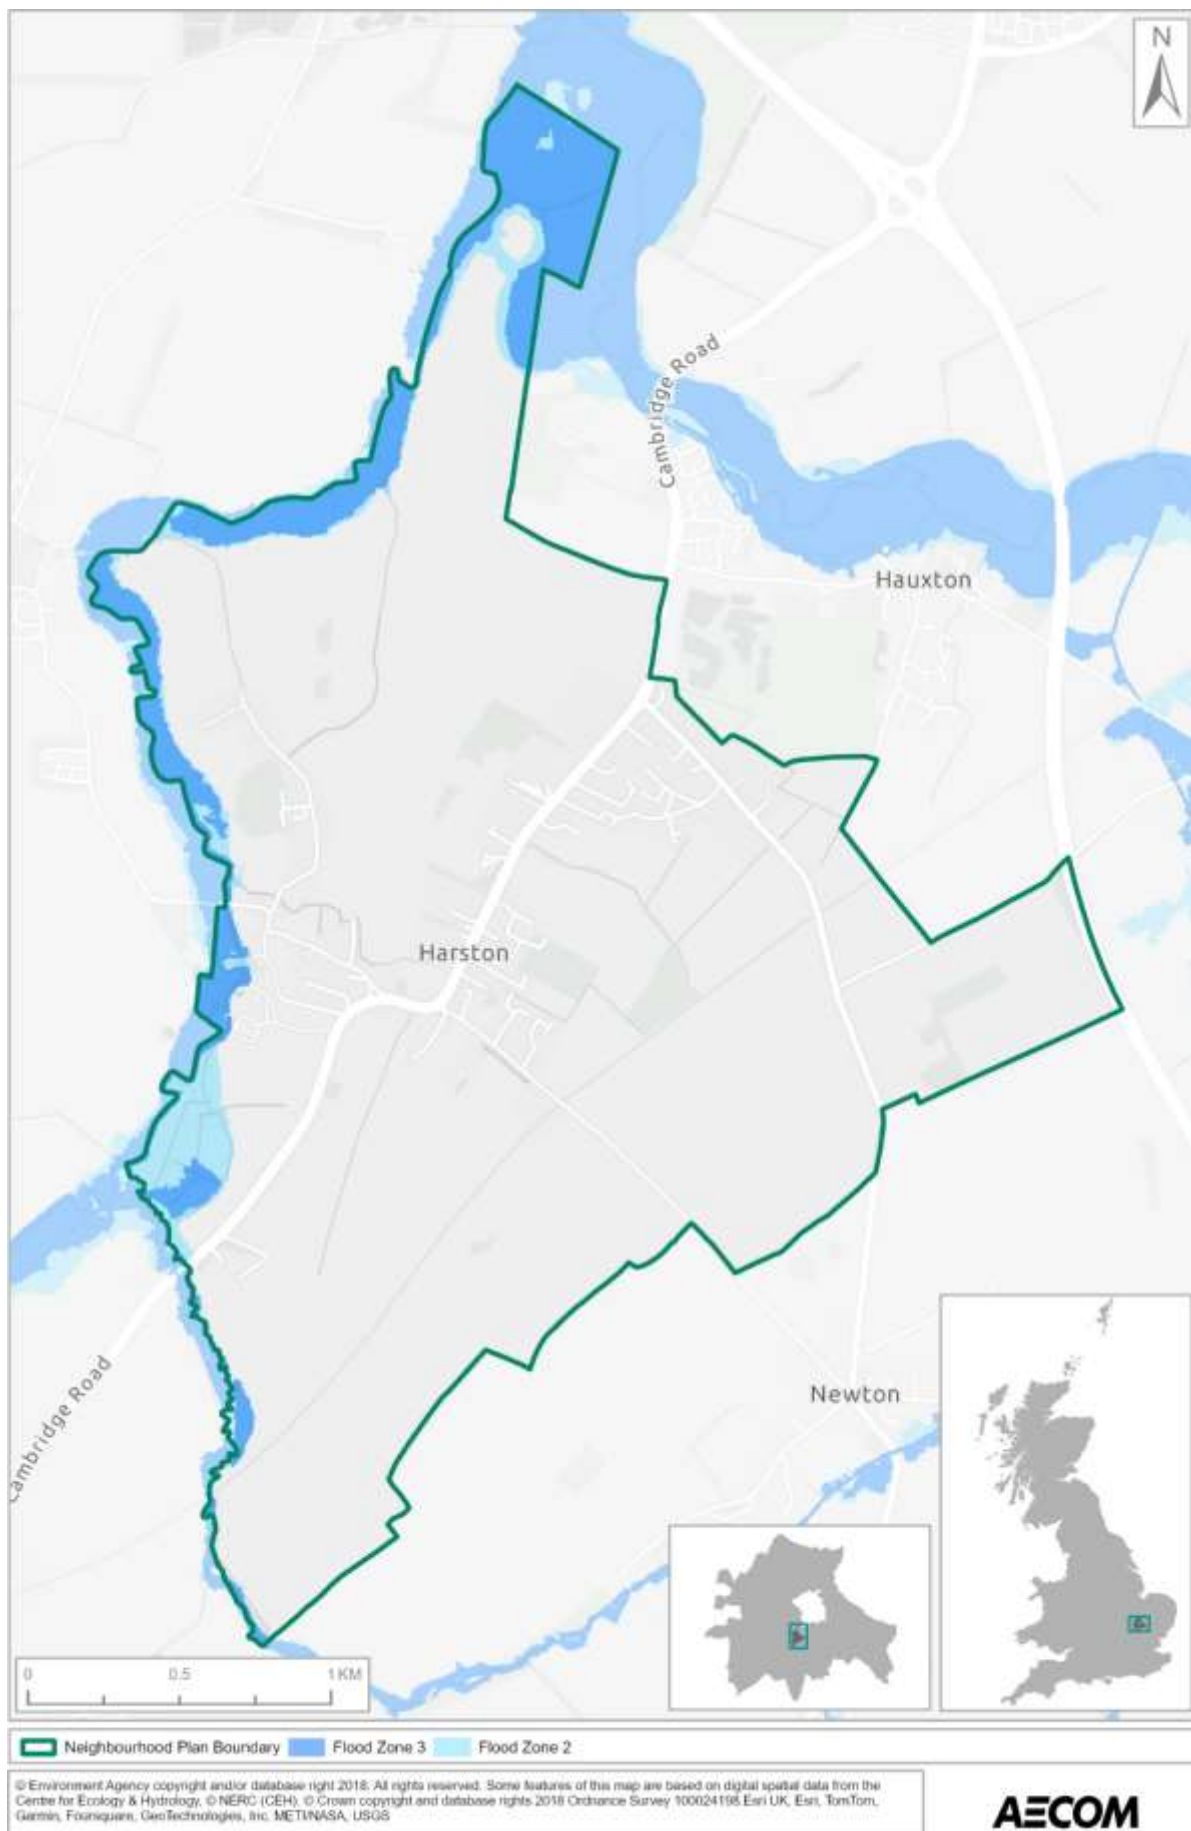 N
Cambridge Road
Hauxton
Harston
Newton
Cambridge Road
0 0.5 1 KM
Neighbourhood Plan Boundary Flood Zone 3 Flood Zone 2
© Environment Agency copyright and/or database right 2018. All rights reserved. Some features of this map are based on digital spatial data from the
Centre for Ecology & Hydrology, © NERC (CEH). © Crown copyright and database rights 2018 Ordnance Survey 100024198 Esri UK, Esri, TomTom,
Garmin, Foursquare, GeoTechnologies, Inc, METI/NASA, USGS
AECOM